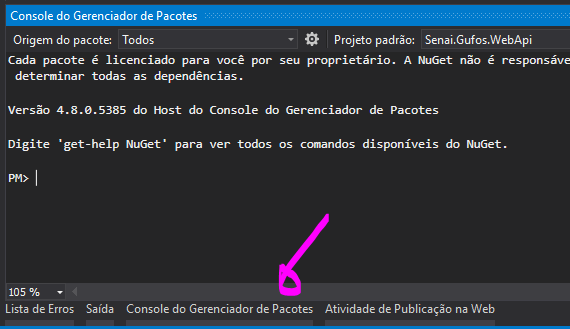 Console do Gerenciador de Pacotes
Origem do pacote: Todos Projeto padrão: Senai.Gufos.WebApi
Cada pacote é licenciado para você por seu proprietário. A NuGet não é responsáve
determinar todas as dependências.
Versão 4.8.0.5385 do Host do Console do Gerenciador de Pacotes
Digite 'get-help NuGet' para ver todos os comandos disponíveis do NuGet.
PM>
105 %
Lista de Erros Saída Console do Gerenciador de Pacotes Atividade de Publicação na Web